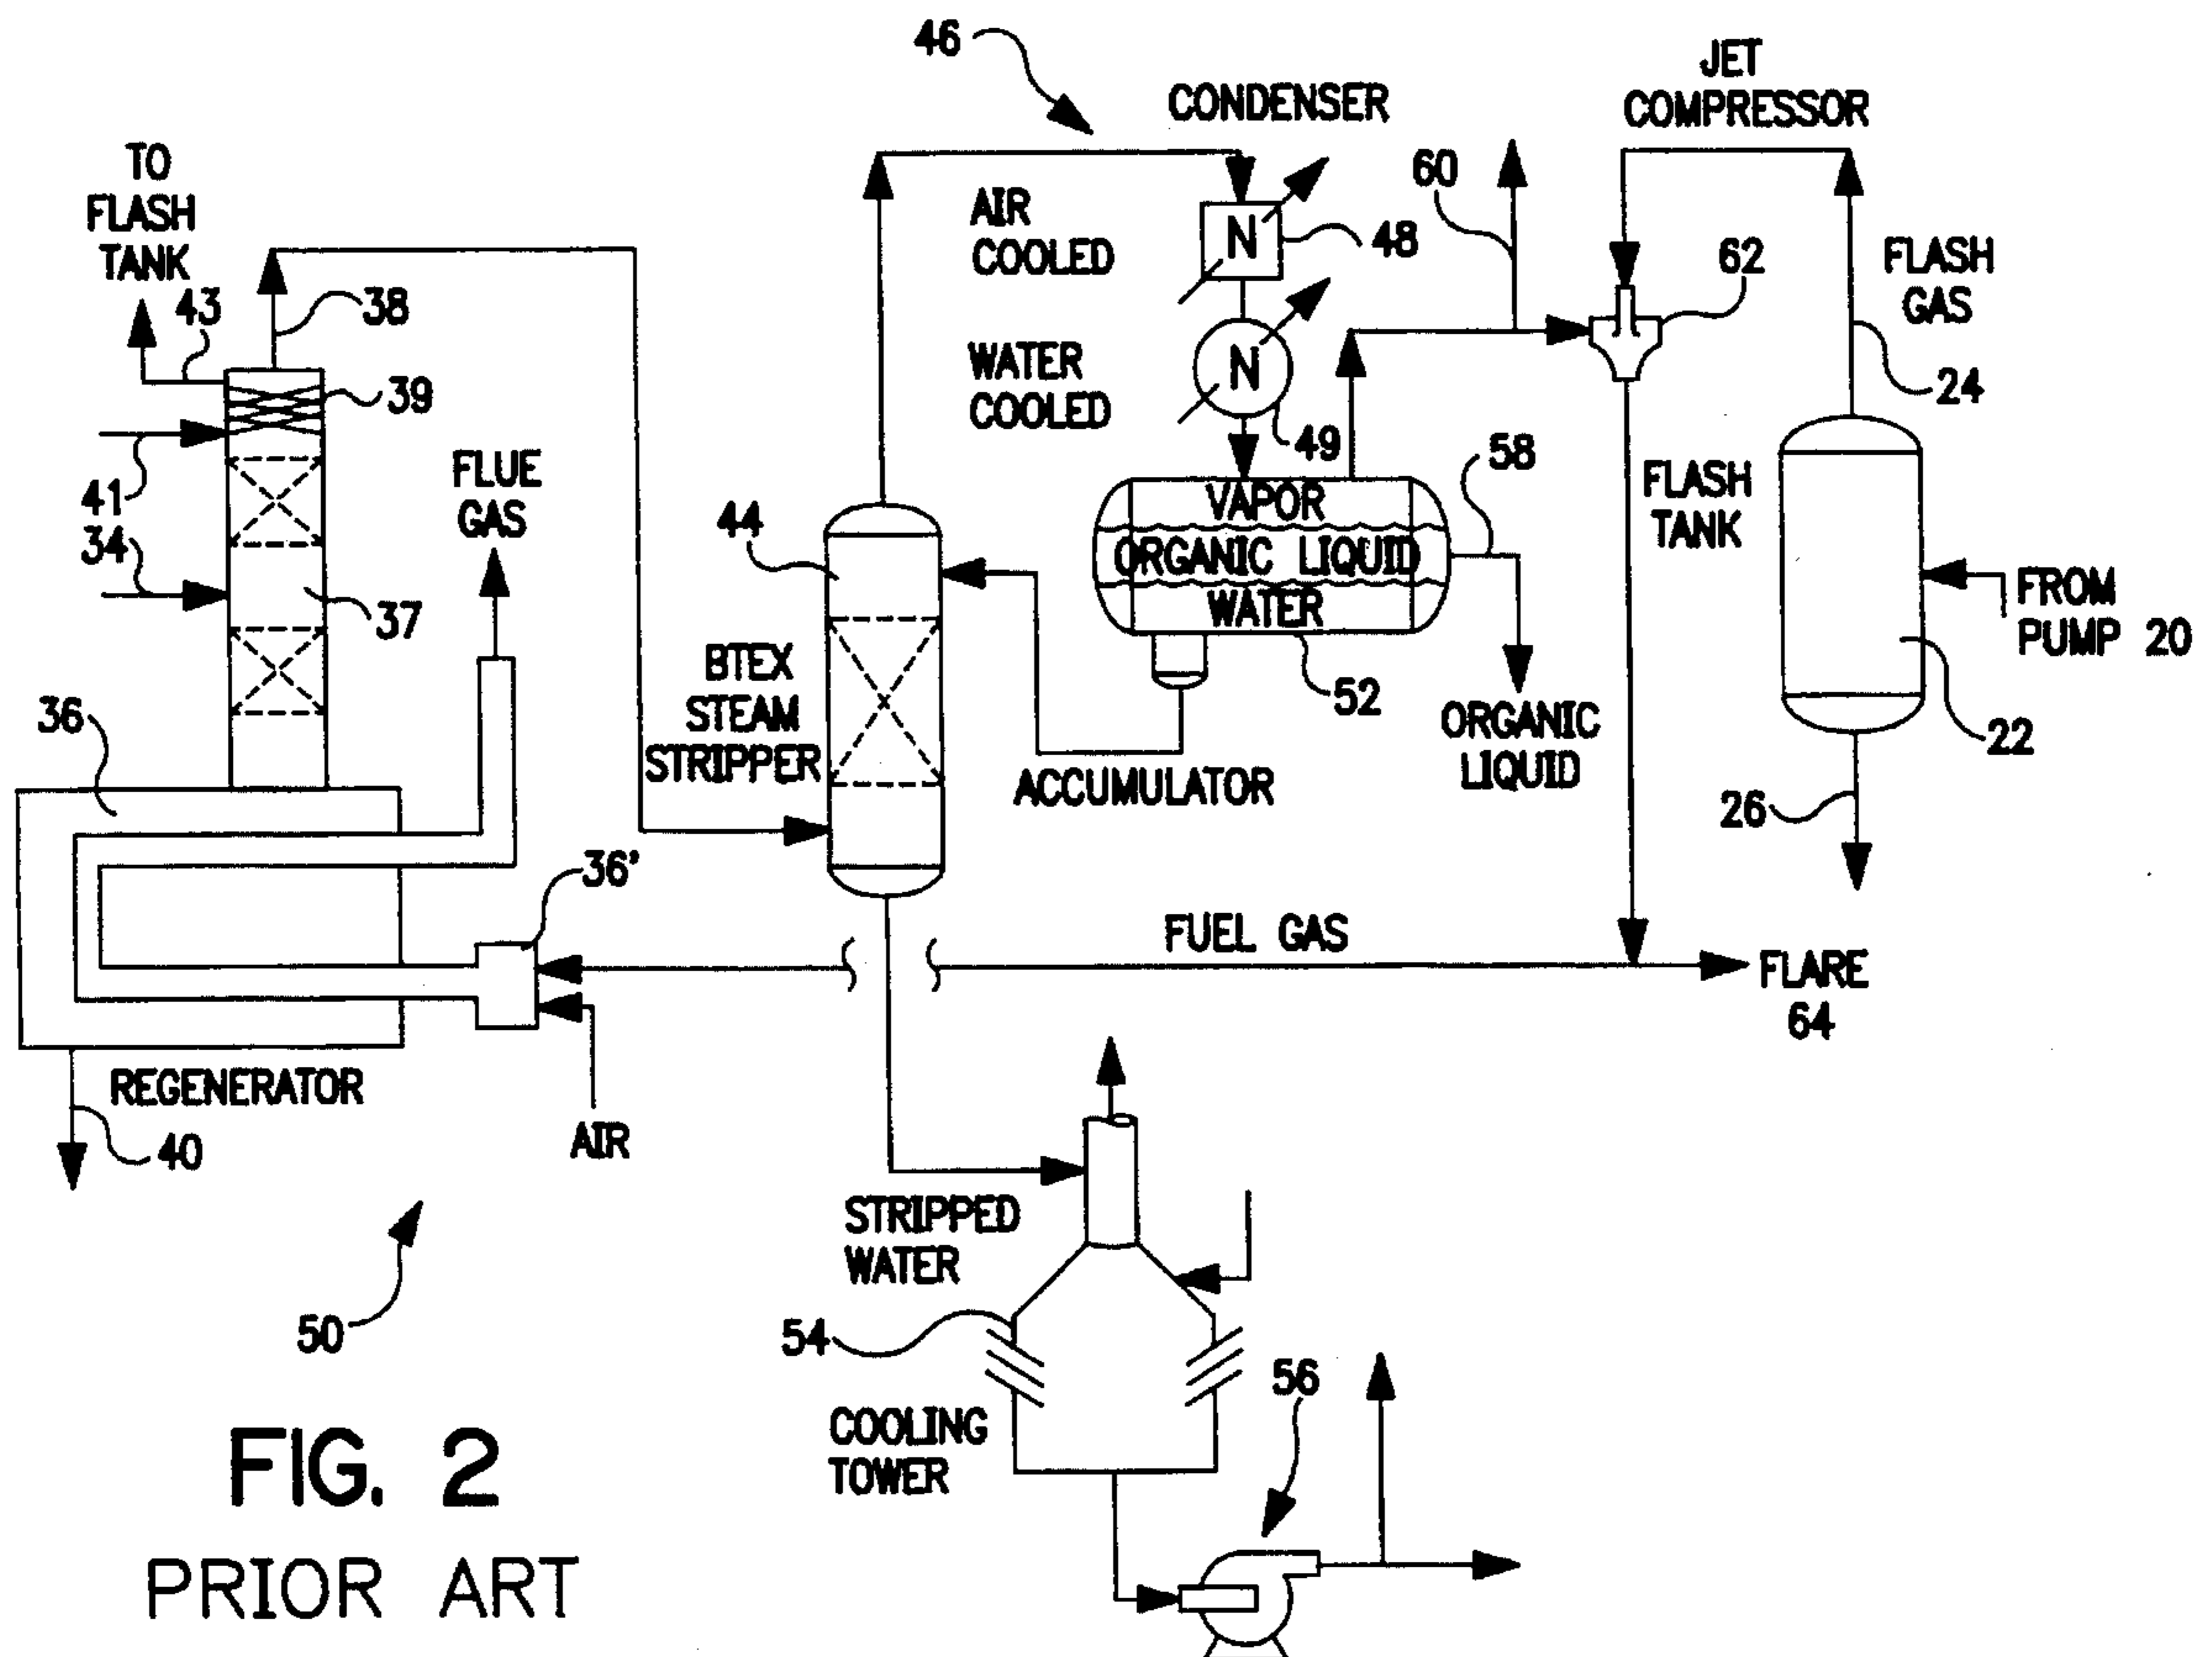 46
CONDENSER
JET
COMPRESSOR
TO
FLASH
TANK
43
38
39
41
34
37
36
FLUE
GAS
AIR
COOLED
48
WATER
COOLED
49
60
62
FLASH
GAS
24
58
44
VAPOR
ORGANIC LIQUID
WATER
52
FLASH
TANK
FROM
PUMP 20
22
26
BTEX
STEAM
STRIPPER
ACCUMULATOR
ORGANIC
LIQUID
36'
FUEL GAS
FLARE
64
REGENERATOR
40
AIR
50
STRIPPED
WATER
54
COOLING
TOWER
56
N
N
FIG. 2
PRIOR ART